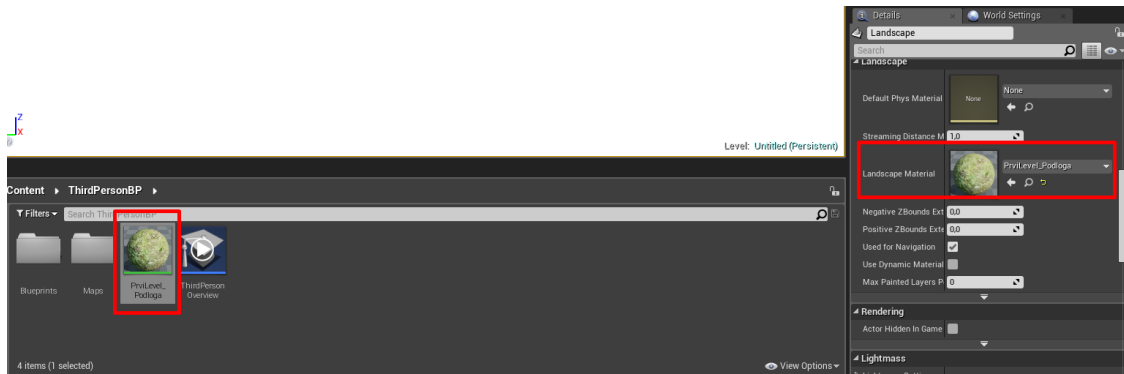 Z
X
Level: Untitled (Persistent)
Content ThirdPersonBP
Filters Search ThirdPersonBP
Blueprints
Maps
PrviLevel_
Podloga
ThirdPerson
Overview
4 items (1 selected)
View Options
Details
World Settings
Landscape
Search
Landscape
Default Phys Material
None
None
Streaming Distance M 1,0
Landscape Material
PrviLevel_Podloga
Negative ZBounds Ext 0,0
Positive ZBounds Exte 0,0
Used for Navigation
Use Dynamic Material
Max Painted Layers P 0
Rendering
Actor Hidden In Game
Lightmass